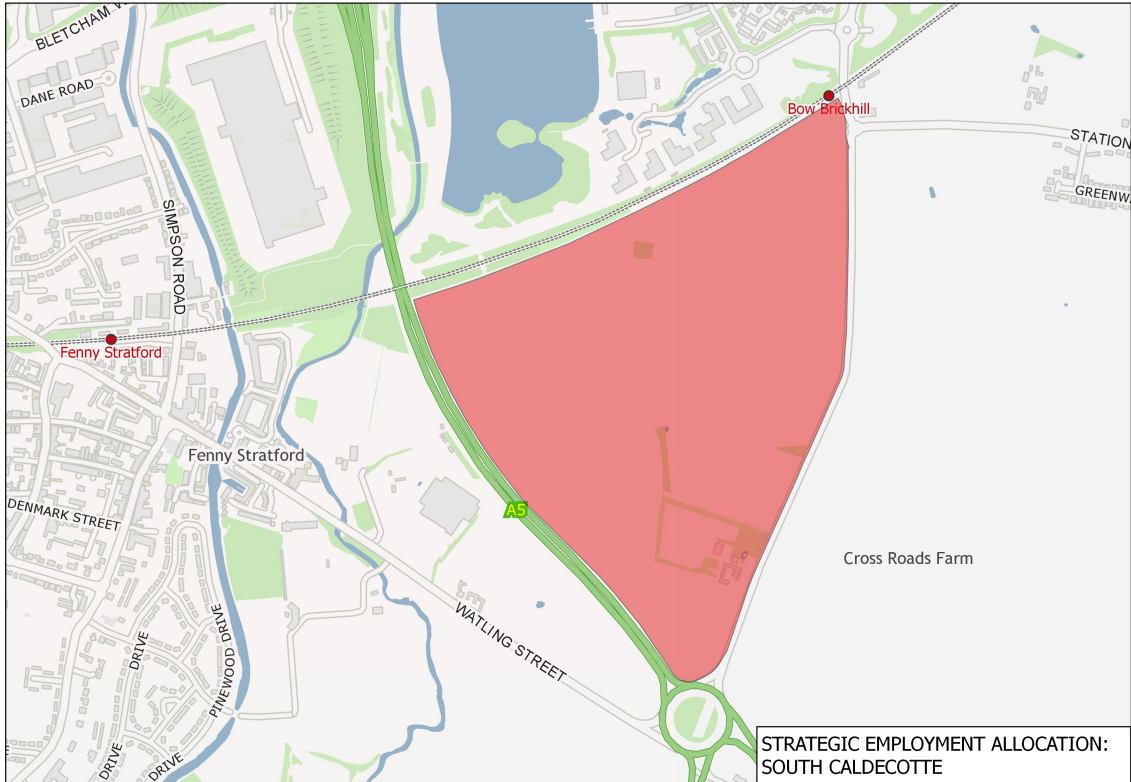 BLETCHAM
DANE ROAD
Bow Brickhill
STATION
GREENWA
SIMPSON ROAD
Fenny Stratford
Fenny Stratford
DENMARK STREET
A5
Cross Roads Farm
WATLING STREET
PINEWOOD DRIVE
DRIVE
DRIVE
DRIVE
STRATEGIC EMPLOYMENT ALLOCATION:
SOUTH CALDECOTTE